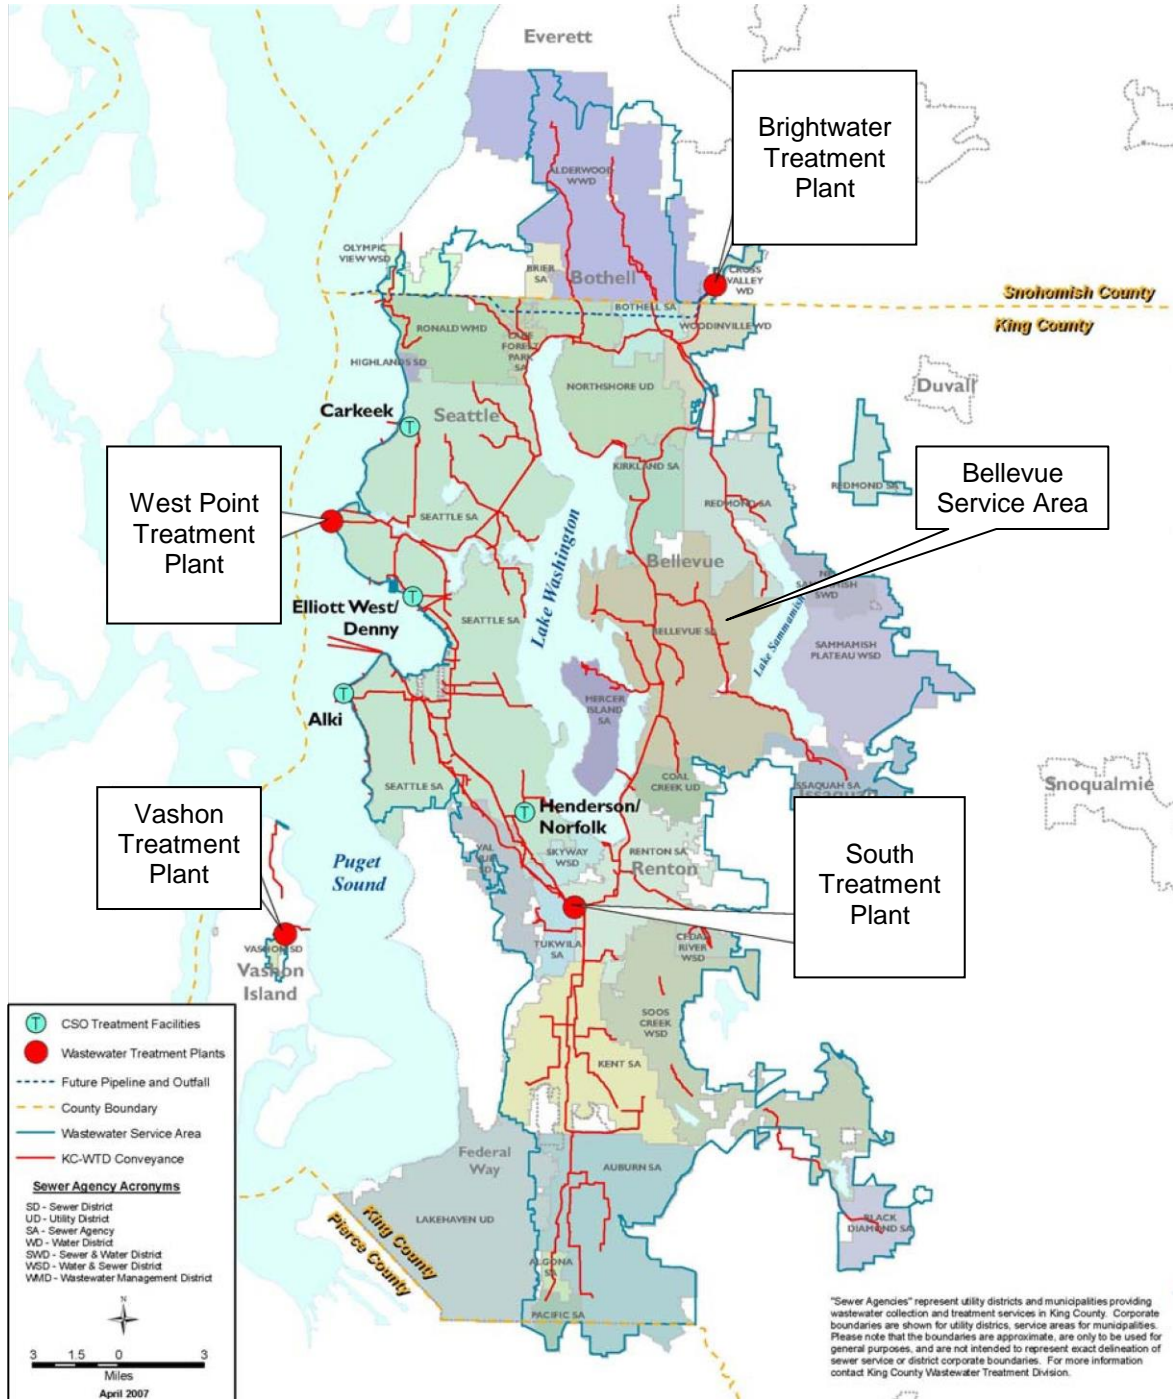 Everett
Brightwater
Treatment
Plant
ALDERWOOD
WWD
OLYMPIC
VIEW WSD
BRIER
SA
Bothell
CROSS
VALLEY
WD
Snohomish County
King County
BOTHELL SA
WOODINVILLE WD
RONALD WMD
LAKE
FOREST
PARK
SA
HIGHLANDS SD
NORTHSHORE UD
Duvall
Carkeek
T
Seattle
KIRKLAND SA
REDMOND SA
REDMOND SA
Bellevue
Service Area
West Point
Treatment
Plant
SEATTLE SA
Lake Washington
Bellevue
SAMMAMISH
SWD
Elliott West/
Denny
T
SEATTLE SA
BELLEVUE SA
Lake Sammamish
SAMMAMISH
PLATEAU WSD
Alki
T
MERCER
ISLAND
SA
SEATTLE SA
COAL
CREEK UD
ISSAQUAH SA
Snoqualmie
Vashon
Treatment
Plant
T
Henderson/
Norfolk
VAL
SKYWAY
WSD
RENTON SA
Renton
Puget
Sound
South
Treatment
Plant
VASHON SD
Vashon
Island
TUKWILA
SA
CEDAR
RIVER
WSD
SOOS
CREEK
WSD
KENT SA
Federal
Way
AUBURN SA
LAKEHAVEN UD
BLACK
DIAMOND SA
King County
Pierce County
ALGONA
SA
PACIFIC SA
T CSO Treatment Facilities
Wastewater Treatment Plants
Future Pipeline and Outfall
County Boundary
Wastewater Service Area
KC-WTD Conveyance
Sewer Agency Acronyms
SD - Sewer District
UD - Utility District
SA - Sewer Agency
WD - Water District
SWD - Sewer & Water District
WSD - Water & Sewer District
WMD - Wastewater Management District
N
3 1.5 0 3
Miles
April 2007
"Sewer Agencies" represent utility districts and municipalities providing
wastewater collection and treatment services in King County. Corporate
boundaries are shown for utility districs, service areas for municipalities.
Please note that the boundaries are approximate, are only to be used for
general purposes, and are not intended to represent exact delineation of
sewer service or district corporate boundaries. For more information
contact King County Wastewater Treatment Division.